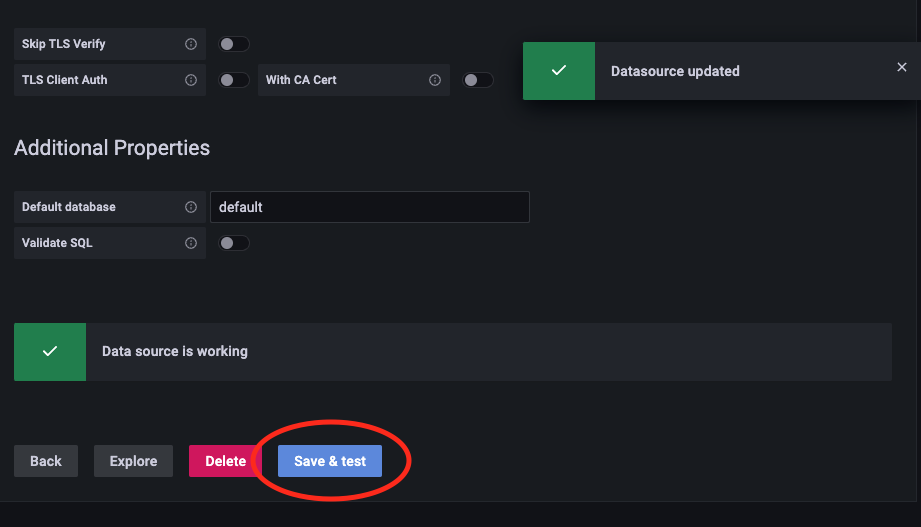 Skip TLS Verify
TLS Client Auth With CA Cert
Datasource updated
Additional Properties
Default database default
Validate SQL
Data source is working
Back Explore Delete Save & test